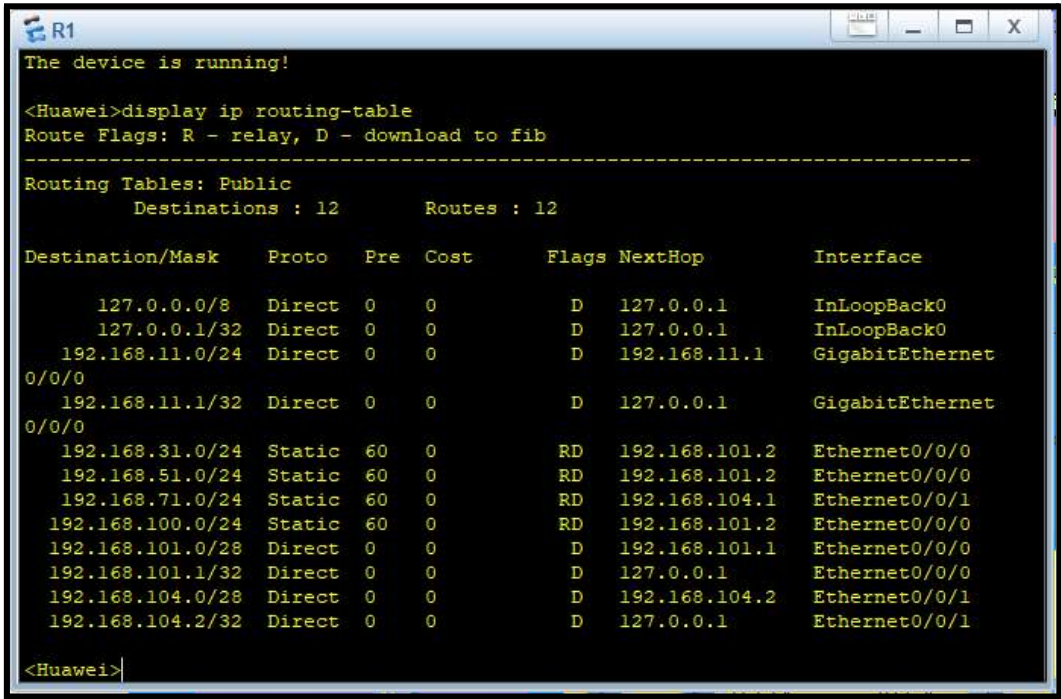 R1
The device is running!
<Huawei>display ip routing-table
Route Flags: R - relay, D - download to fib
------------------------------------------------------------------------------
Routing Tables: Public
Destinations : 12 Routes : 12
Destination/Mask Proto Pre Cost Flags NextHop Interface
127.0.0.0/8 Direct 0 0 D 127.0.0.1 InLoopBack0
127.0.0.1/32 Direct 0 0 D 127.0.0.1 InLoopBack0
192.168.11.0/24 Direct 0 0 D 192.168.11.1 GigabitEthernet
0/0/0
192.168.11.1/32 Direct 0 0 D 127.0.0.1 GigabitEthernet
0/0/0
192.168.31.0/24 Static 60 0 RD 192.168.101.2 Ethernet0/0/0
192.168.51.0/24 Static 60 0 RD 192.168.101.2 Ethernet0/0/0
192.168.71.0/24 Static 60 0 RD 192.168.104.1 Ethernet0/0/1
192.168.100.0/24 Static 60 0 RD 192.168.101.2 Ethernet0/0/0
192.168.101.0/28 Direct 0 0 D 192.168.101.1 Ethernet0/0/0
192.168.101.1/32 Direct 0 0 D 127.0.0.1 Ethernet0/0/0
192.168.104.0/28 Direct 0 0 D 192.168.104.2 Ethernet0/0/1
192.168.104.2/32 Direct 0 0 D 127.0.0.1 Ethernet0/0/1
<Huawei>